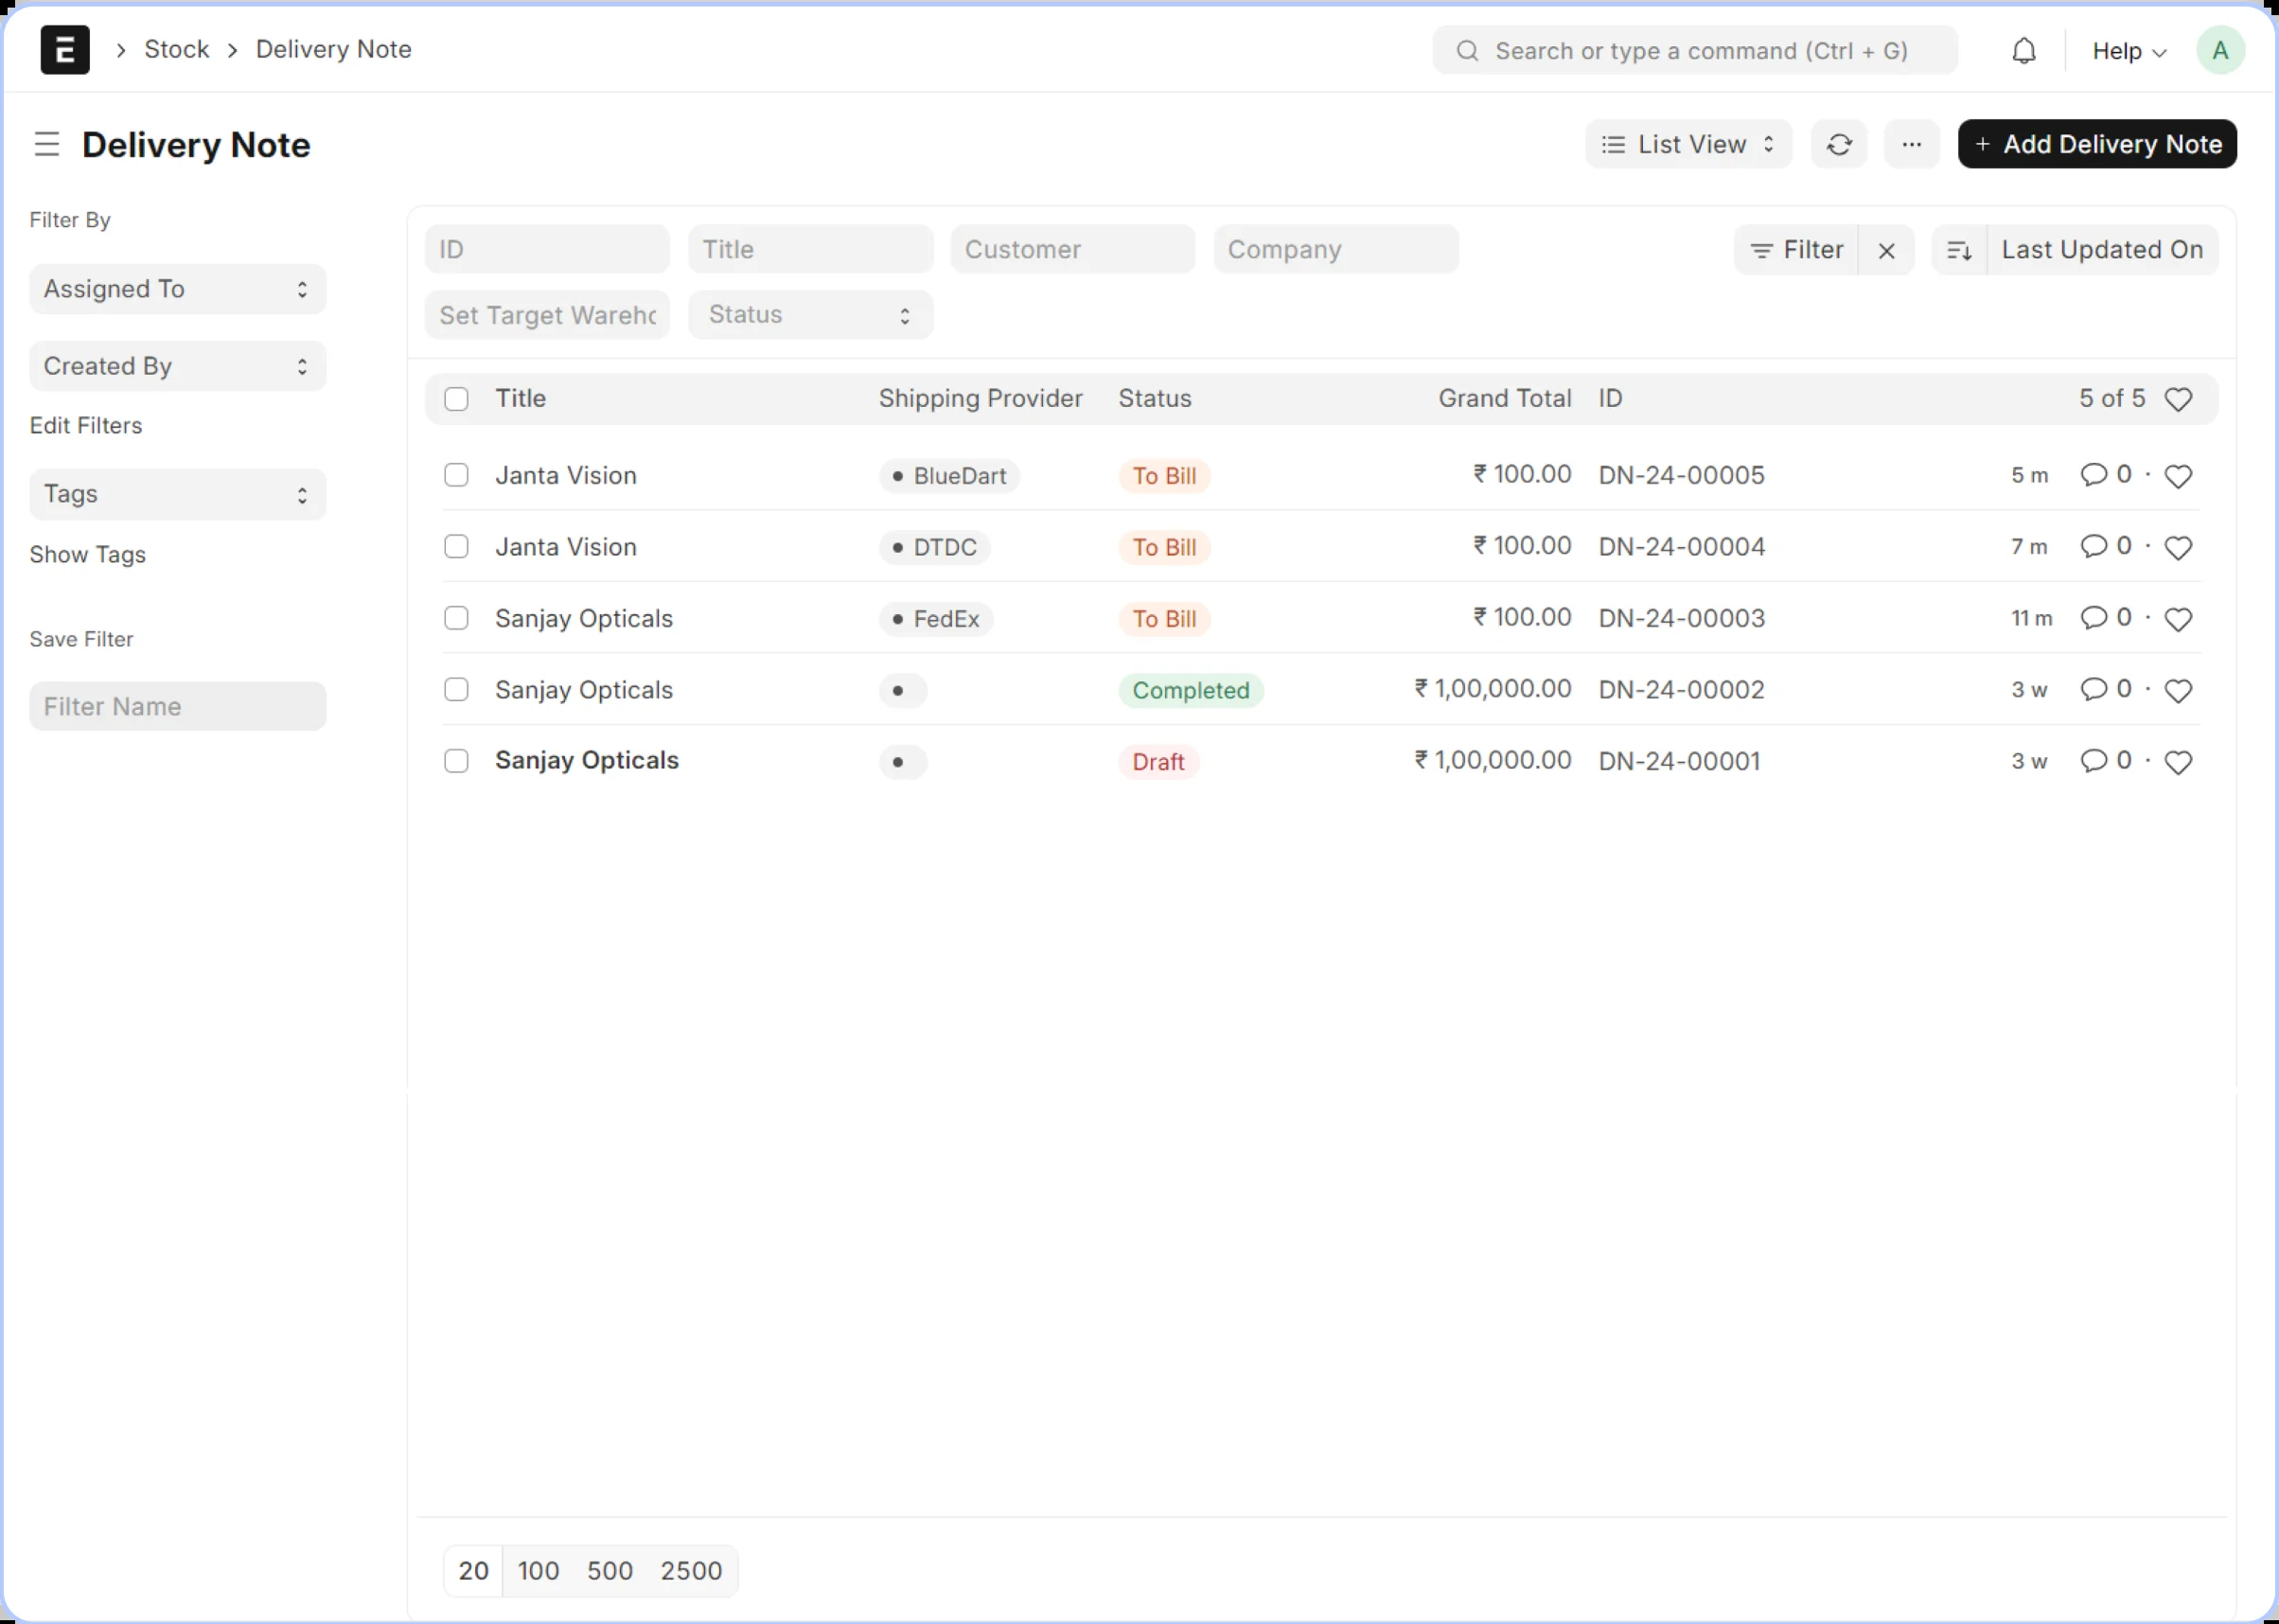 E Stock Delivery Note Search or type a command (Ctrl + G) Help A
Delivery Note List View + Add Delivery Note
Filter By
Assigned To
Created By
Edit Filters
Tags
Show Tags
Save Filter
Filter Name
ID Title Customer Company Filter Last Updated On
Set Target Wareho Status
Title Shipping Provider Status Grand Total ID 5 of 5
Janta Vision BlueDart To Bill ₹ 100.00 DN-24-00005 5 m 0
Janta Vision DTDC To Bill ₹ 100.00 DN-24-00004 7 m 0
Sanjay Opticals FedEx To Bill ₹ 100.00 DN-24-00003 11 m 0
Sanjay Opticals Completed ₹ 1,00,000.00 DN-24-00002 3 w 0
Sanjay Opticals Draft ₹ 1,00,000.00 DN-24-00001 3 w 0
20 100 500 2500